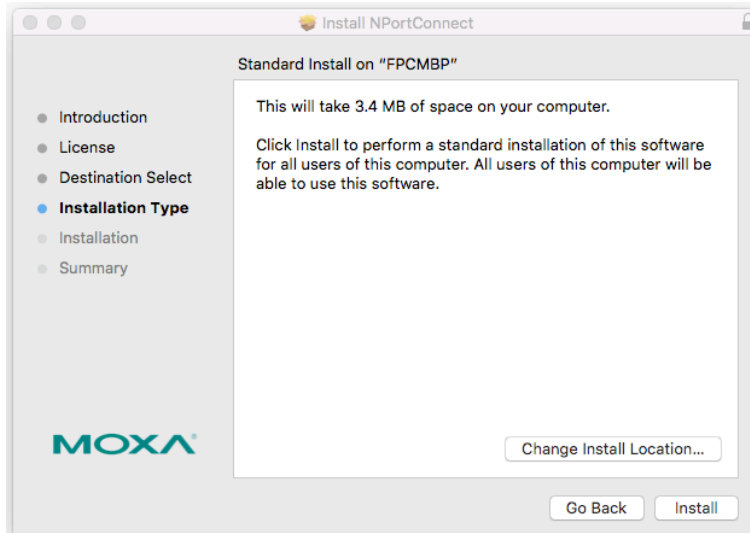 Install NPortConnect
Standard Install on “FPCMBP”
Introduction
License
Destination Select
Installation Type
Installation
Summary
This will take 3.4 MB of space on your computer.
Click Install to perform a standard installation of this software
for all users of this computer. All users of this computer will be
able to use this software.
MOXA®
Change Install Location...
Go Back
Install